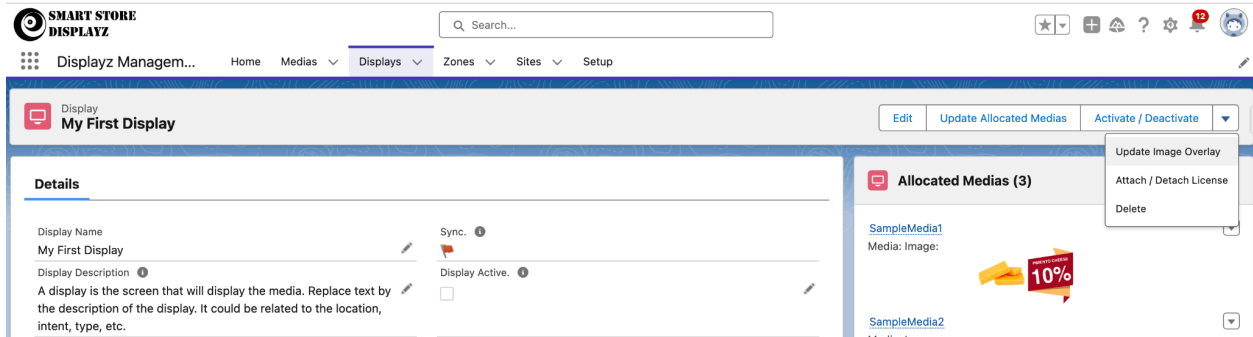 SMART STORE
DISPLAYZ
Search...
12
Displayz Managem...
Home
Medias
Displays
Zones
Sites
Setup
Display
My First Display
Edit
Update Allocated Medias
Activate / Deactivate
Update Image Overlay
Attach / Detach License
Delete
Details
Display Name
My First Display
Sync.
Display Description
A display is the screen that will display the media. Replace text by
the description of the display. It could be related to the location,
intent, type, etc.
Display Active.
Allocated Medias (3)
SampleMedia1
Media: Image:
PIMENTO CHEESE
10%
SampleMedia2